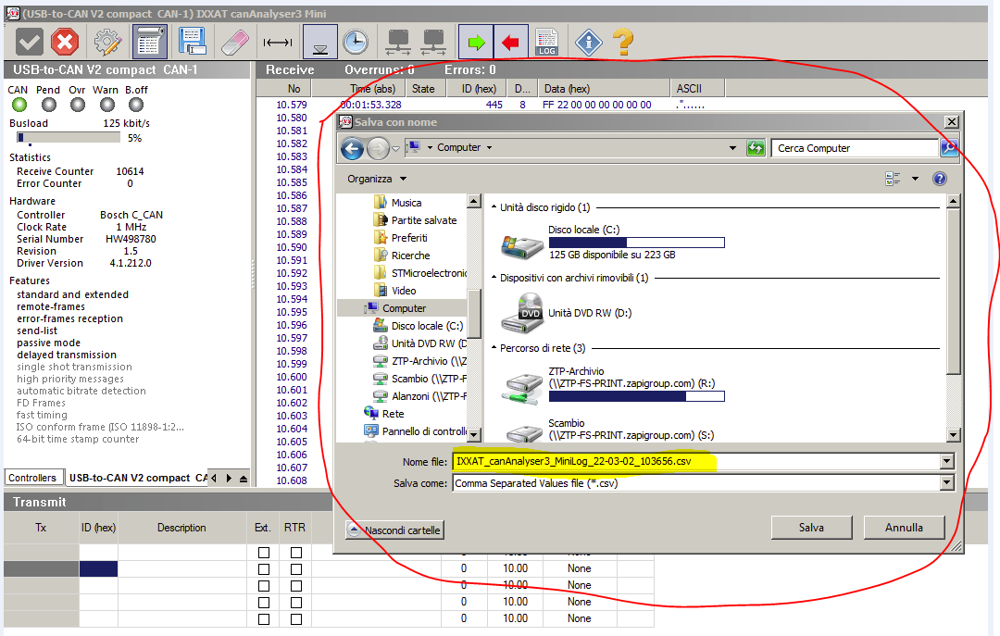 (USB-to-CAN V2 compact  CAN-1) IXXAT canAnalyser3 Mini
LOG
USB-to-CAN V2 compact  CAN-1
CAN Pend Ovr Warn B.off
Busload 125 kbit/s
5%
Statistics
Receive Counter 10614
Error Counter 0
Hardware
Controller Bosch C_CAN
Clock Rate 1 MHz
Serial Number HW498780
Revision 1.5
Driver Version 4.1.212.0
Features
standard and extended
remote-frames
error-frames reception
send-list
passive mode
delayed transmission
single shot transmission
high priority messages
automatic bitrate detection
FD Frames
fast timing
ISO conform frame (ISO 11898-1:2...
64-bit time stamp counter
Controllers USB-to-CAN V2 compact  CA
Receive Overruns: 0 Errors: 0
No Time (abs) State ID (hex) D... Data (hex) ASCII
10.579 00:01:53.328 445 8 FF 22 00 00 00 00 00 00 ."......
10.580
10.581
10.582
10.583
10.584
10.585
10.586
10.587
10.588
10.589
10.590
10.591
10.592
10.593
10.594
10.595
10.596
10.597
10.598
10.599
10.600
10.601
10.602
10.603
10.604
10.605
10.606
10.607
10.608
Salva con nome
Computer
Cerca Computer
Organizza
Musica
Partite salvate
Preferiti
Ricerche
STMicroelectronic
Video
Computer
Disco locale (C:)
Unità DVD RW (D
ZTP-Archivio (\\Z
Scambio (\\ZTP-F
Alanzoni (\\ZTP-F
Rete
Pannello di controll
Unità disco rigido (1)
Disco locale (C:)
125 GB disponibile su 223 GB
Dispositivi con archivi rimovibili (1)
DVD
Unità DVD RW (D:)
Percorso di rete (3)
ZTP-Archivio
(\\ZTP-FS-PRINT.zapigroup.com) (R:)
Scambio
(\\ZTP-FS-PRINT.zapigroup.com) (S:)
Nome file: IXXAT_canAnalyser3_MiniLog_22-03-02_103656.csv
Salva come: Comma Separated Values file (*.csv)
Nascondi cartelle Salva Annulla
Transmit
Tx ID (hex) Description Ext. RTR
0 10.00 None
0 10.00 None
0 10.00 None
0 10.00 None
0 10.00 None